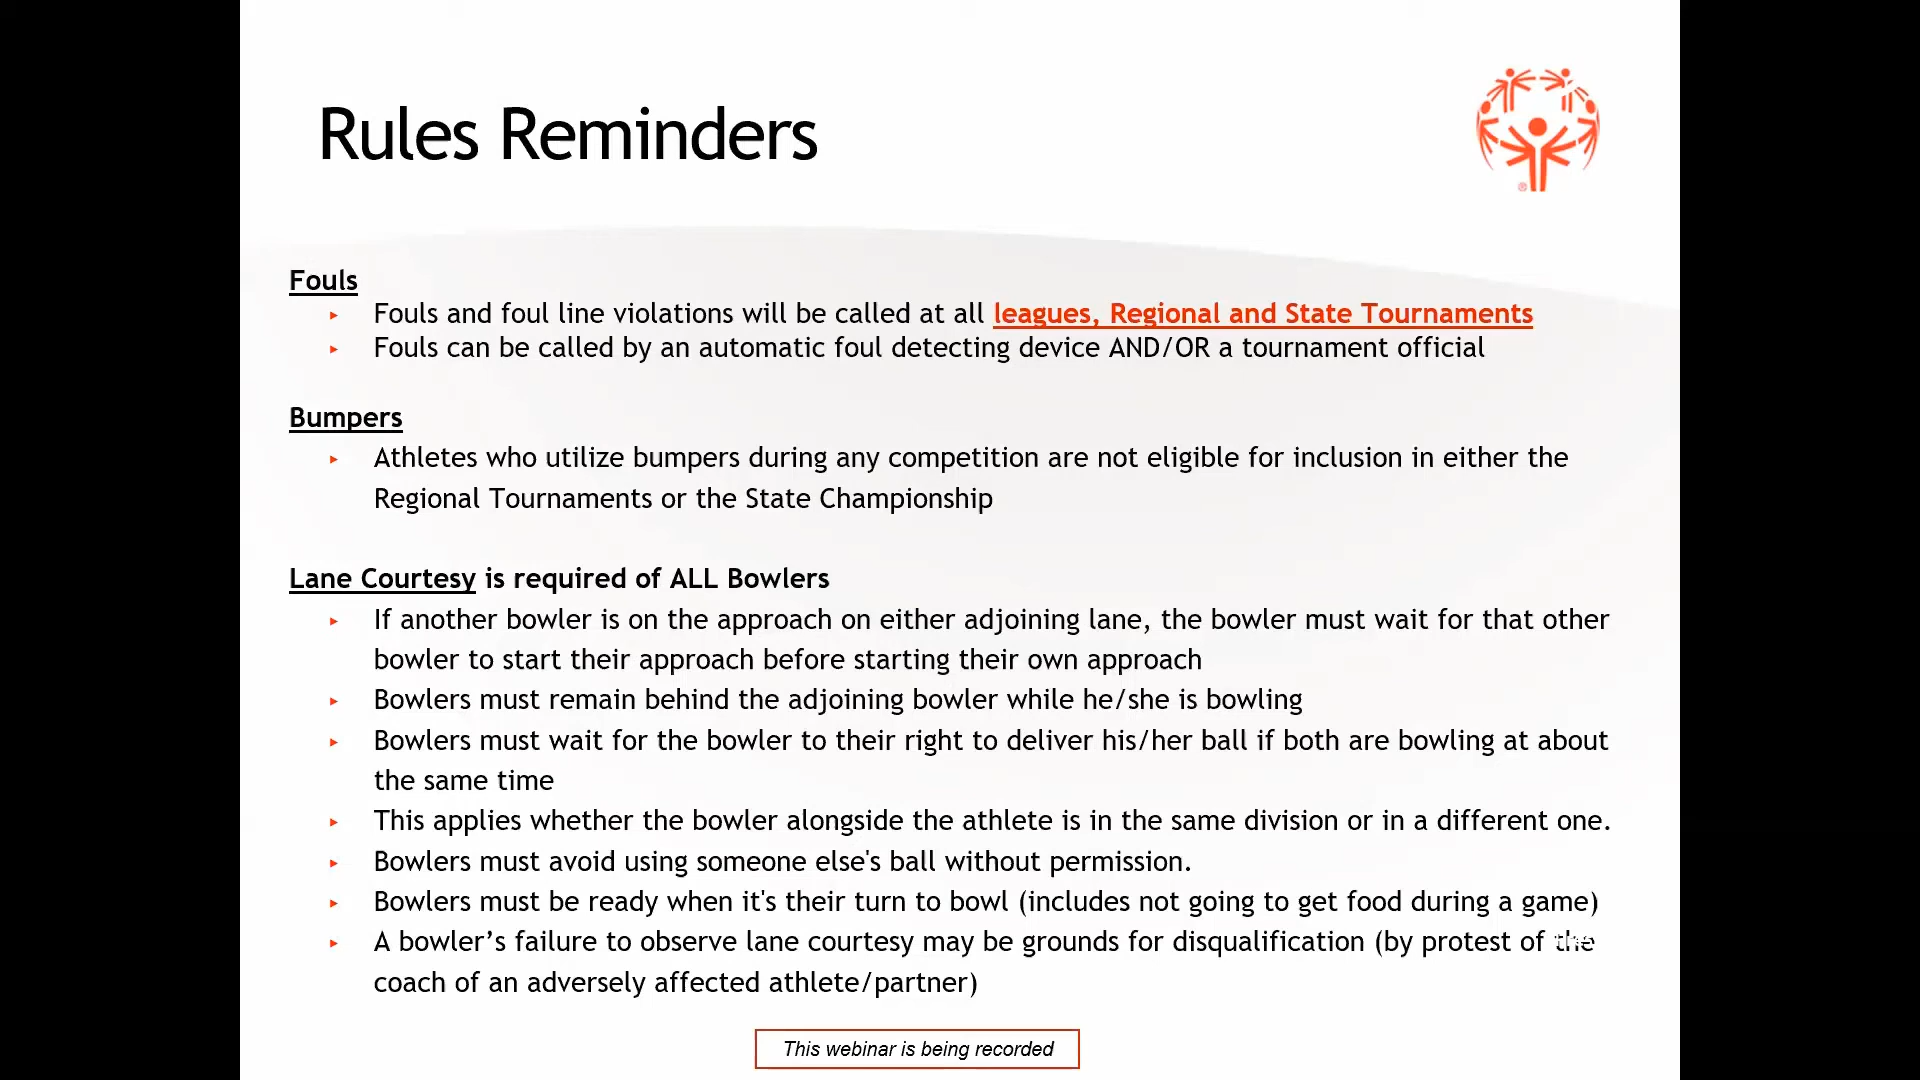 Rules Reminders
®
Fouls
▸ Fouls and foul line violations will be called at all leagues, Regional and State Tournaments
▸ Fouls can be called by an automatic foul detecting device AND/OR a tournament official
Bumpers
▸ Athletes who utilize bumpers during any competition are not eligible for inclusion in either the
Regional Tournaments or the State Championship
Lane Courtesy is required of ALL Bowlers
▸ If another bowler is on the approach on either adjoining lane, the bowler must wait for that other
bowler to start their approach before starting their own approach
▸ Bowlers must remain behind the adjoining bowler while he/she is bowling
▸ Bowlers must wait for the bowler to their right to deliver his/her ball if both are bowling at about
the same time
▸ This applies whether the bowler alongside the athlete is in the same division or in a different one.
▸ Bowlers must avoid using someone else's ball without permission.
▸ Bowlers must be ready when it's their turn to bowl (includes not going to get food during a game)
▸ A bowler’s failure to observe lane courtesy may be grounds for disqualification (by protest of the
coach of an adversely affected athlete/partner)
This webinar is being recorded